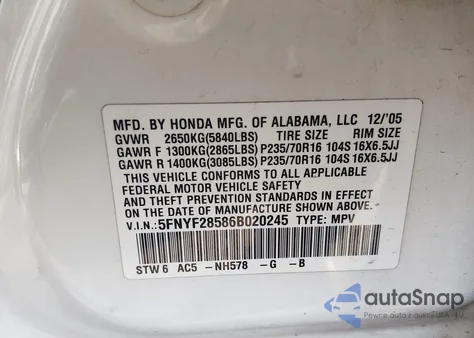 MFD. BY HONDA MFG. OF ALABAMA, LLC 12/'05
GVWR 2650KG(5840LBS) TIRE SIZE RIM SIZE
GAWR F 1300KG(2865LBS) P235/70R16 104S 16X6.5JJ
GAWR R 1400KG(3085LBS) P235/70R16 104S 16X6.5JJ
THIS VEHICLE CONFORMS TO ALL APPLICABLE
FEDERAL MOTOR VEHICLE SAFETY
AND THEFT PREVENTION STANDARDS IN
EFFECT ON THE DATE OF MANUFACTURE
SHOWN ABOVE.
V.I.N.: 5FNYF28586B020245 TYPE: MPV
STW 6 AC5 -NH578 -G -B
autoSnap
Pewne auta z USA